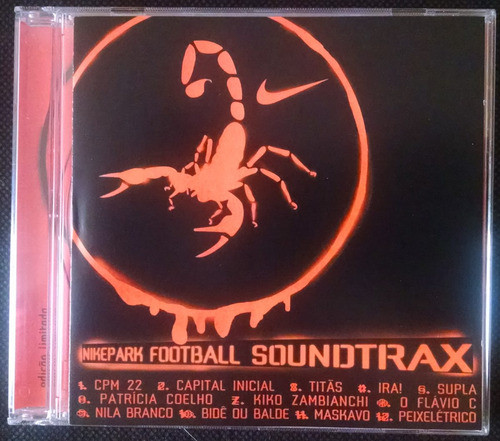 NIKEPARK FOOTBALL SOUNDTRAX
1. CPM 22 2. CAPITAL INICIAL 3. TITÃS 4. IRA! 5. SUPLA
6. PATRÍCIA COELHO 7. KIKO ZAMBIANCHI 8. O FLÁVIO C
9. NILA BRANCO 10. BIDÊ OU BALDE 11. MASKAVO 12. PEIXELÉTRICO
edição limitada